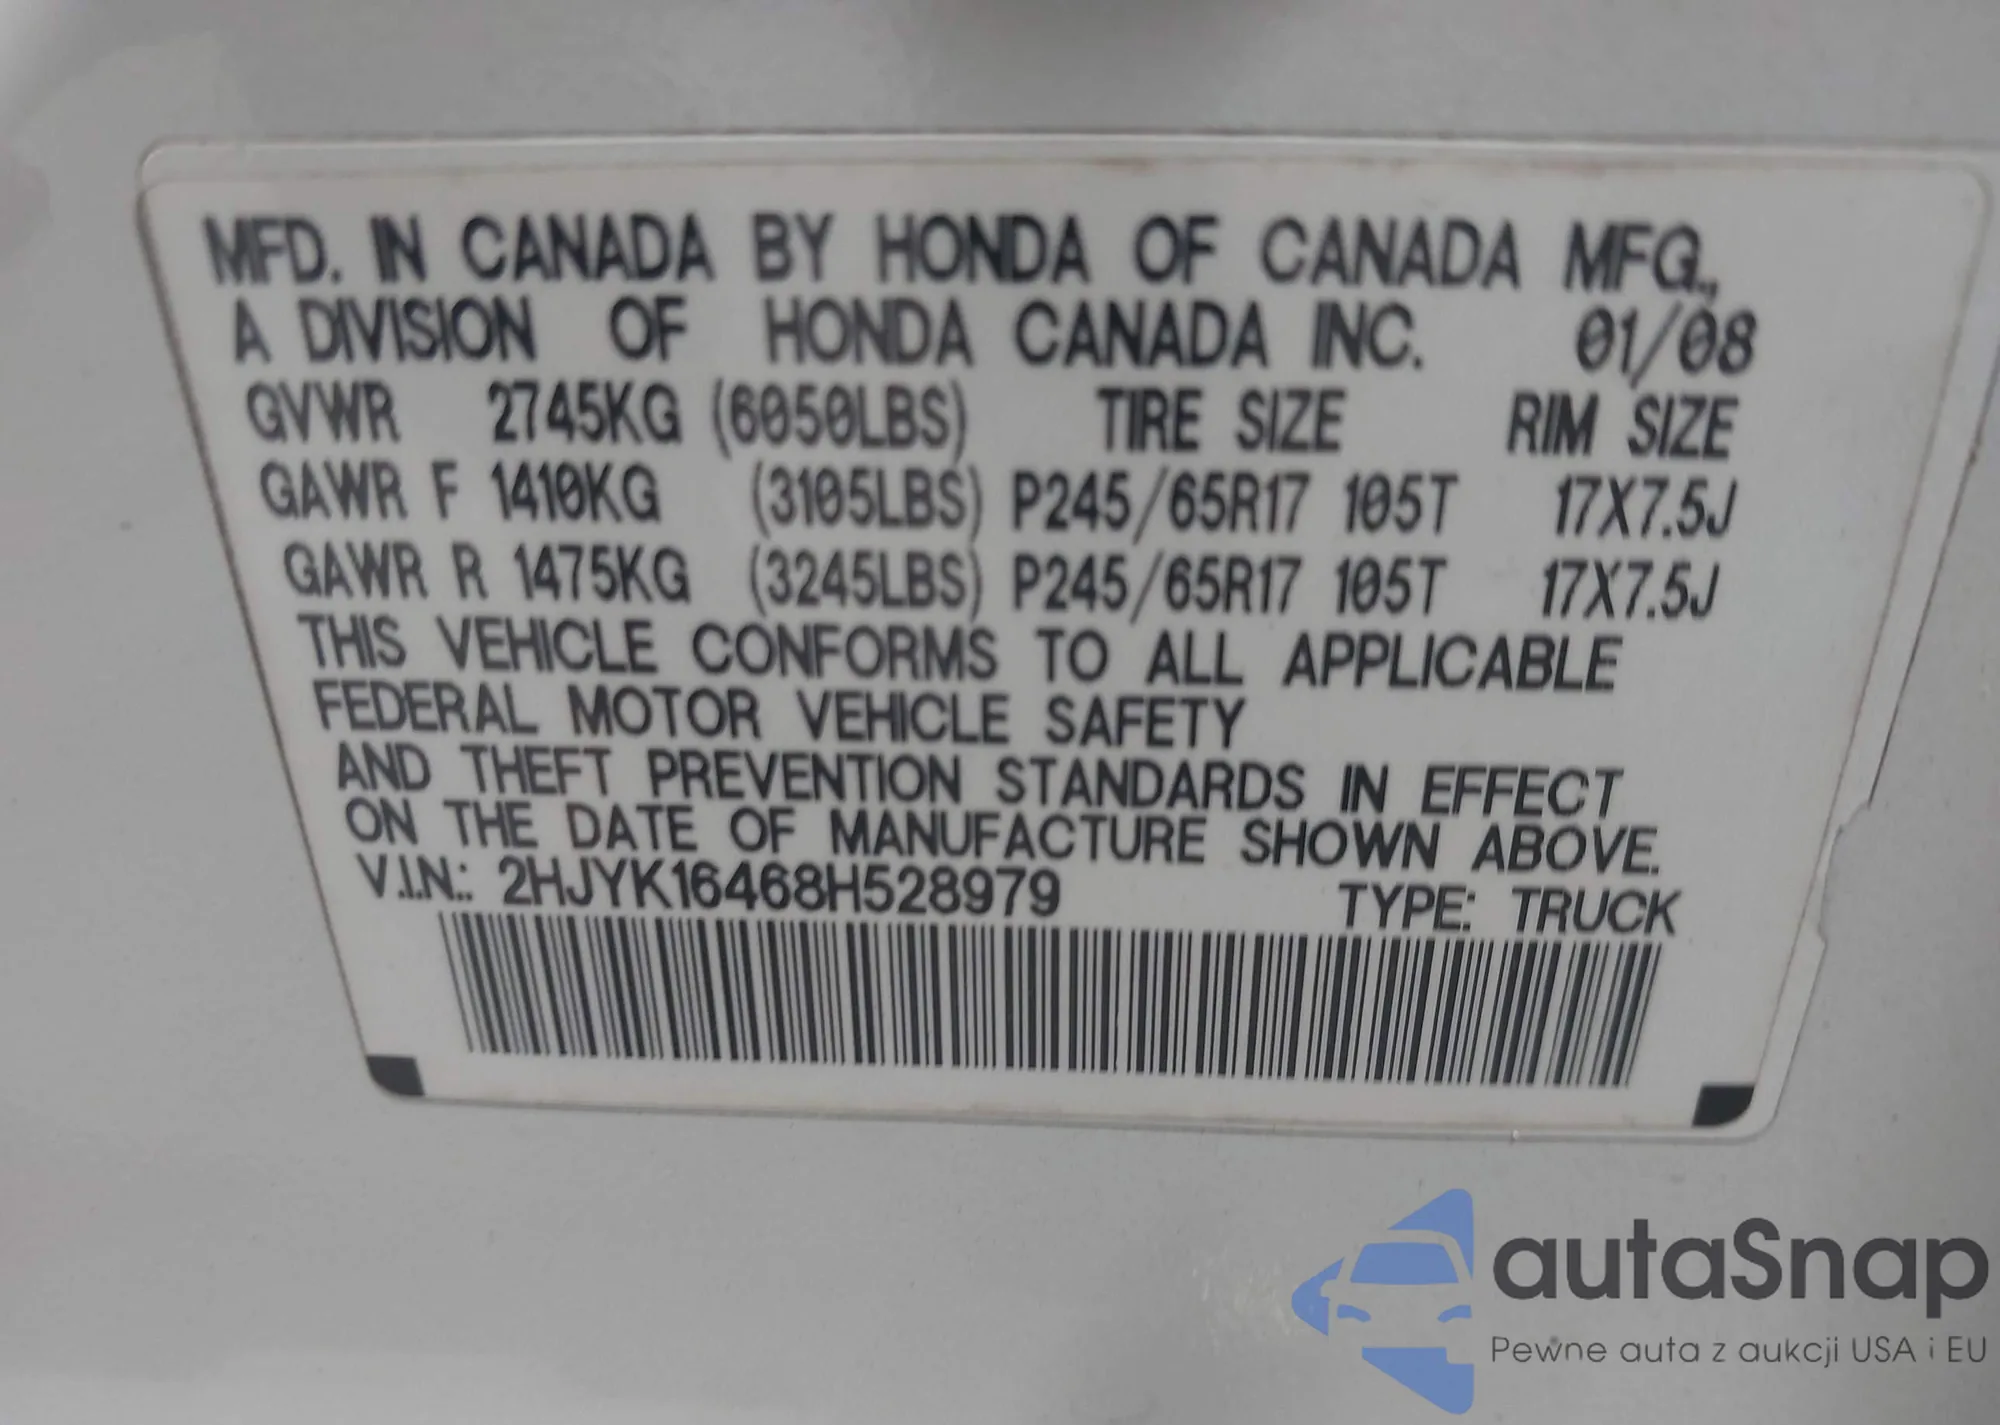 MFD. IN CANADA BY HONDA OF CANADA MFG.,
A DIVISION OF HONDA CANADA INC. 01/08
GVWR 2745KG (6050LBS) TIRE SIZE RIM SIZE
GAWR F 1410KG (3105LBS) P245/65R17 105T 17X7.5J
GAWR R 1475KG (3245LBS) P245/65R17 105T 17X7.5J
THIS VEHICLE CONFORMS TO ALL APPLICABLE
FEDERAL MOTOR VEHICLE SAFETY
AND THEFT PREVENTION STANDARDS IN EFFECT
ON THE DATE OF MANUFACTURE SHOWN ABOVE.
V.I.N.: 2HJYK16468H528979 TYPE: TRUCK
autaSnap
Pewne auta z aukcji USA i EU